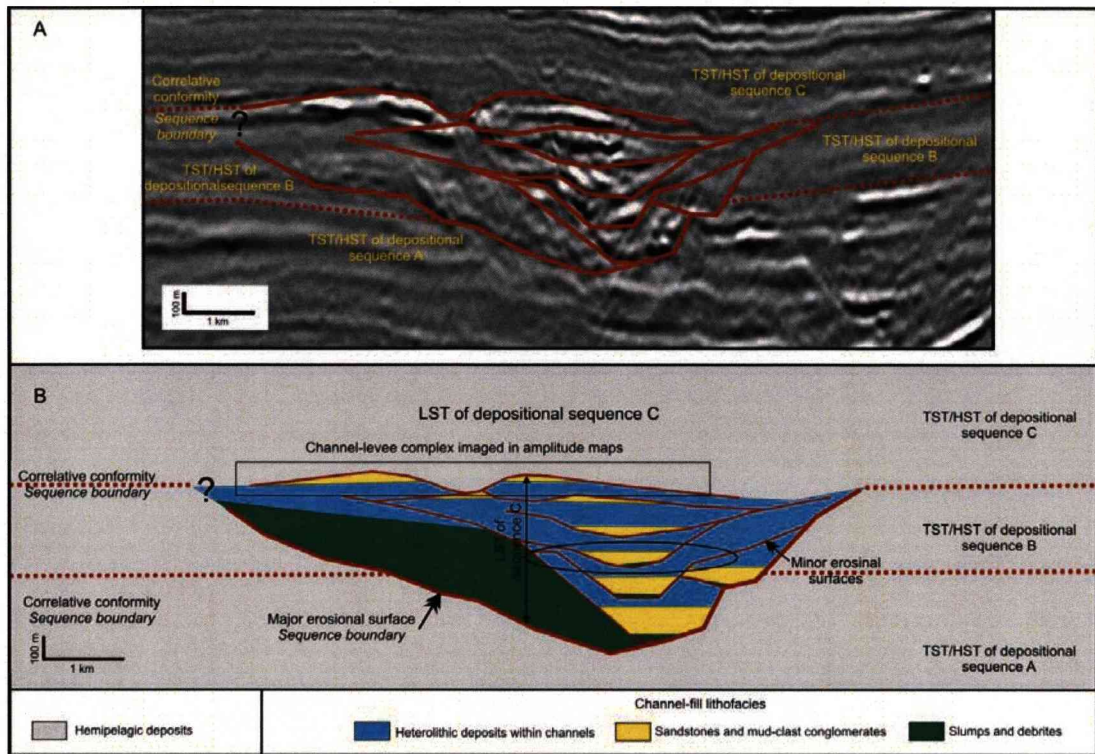 A
Correlative
conformity
Sequence
boundary
?
TST/HST of
depositionalsequence B
TST/HST of depositional
sequence A
TST/HST of depositional
sequence C
TST/HST of depositional
sequence B
100 m
1 km
B
LST of depositional sequence C
TST/HST of depositional
sequence C
Channel-levee complex imaged in amplitude maps
Correlative conformity
Sequence boundary
?
LST of
sequence C
TST/HST of depositional
sequence B
Minor erosinal
surfaces
Correlative conformity
Sequence boundary
Major erosional surface
Sequence boundary
100 m
1 km
TST/HST of depositional
sequence A
Channel-fill lithofacies
Hemipelagic deposits
Heterolithic deposits within channels
Sandstones and mud-clast conglomerates
Slumps and debrites